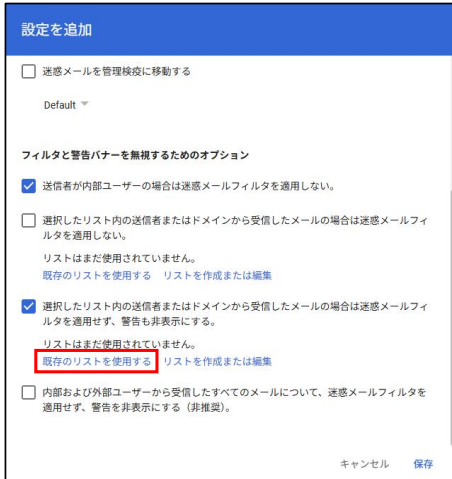 設定を追加
迷惑メールを管理検疫に移動する
Default
フィルタと警告バナーを無視するためのオプション
送信者が内部ユーザーの場合は迷惑メールフィルタを適用しない。
選択したリスト内の送信者またはドメインから受信したメールの場合は迷惑メールフィ
ルタを適用しない。
リストはまだ使用されていません。
既存のリストを使用する リストを作成または編集
選択したリスト内の送信者またはドメインから受信したメールの場合は迷惑メールフィ
ルタを適用せず、警告も非表示にする。
リストはまだ使用されていません。
既存のリストを使用する リストを作成または編集
内部および外部ユーザーから受信したすべてのメールについて、迷惑メールフィルタを
適用せず、警告を非表示にする（非推奨）。
キャンセル 保存